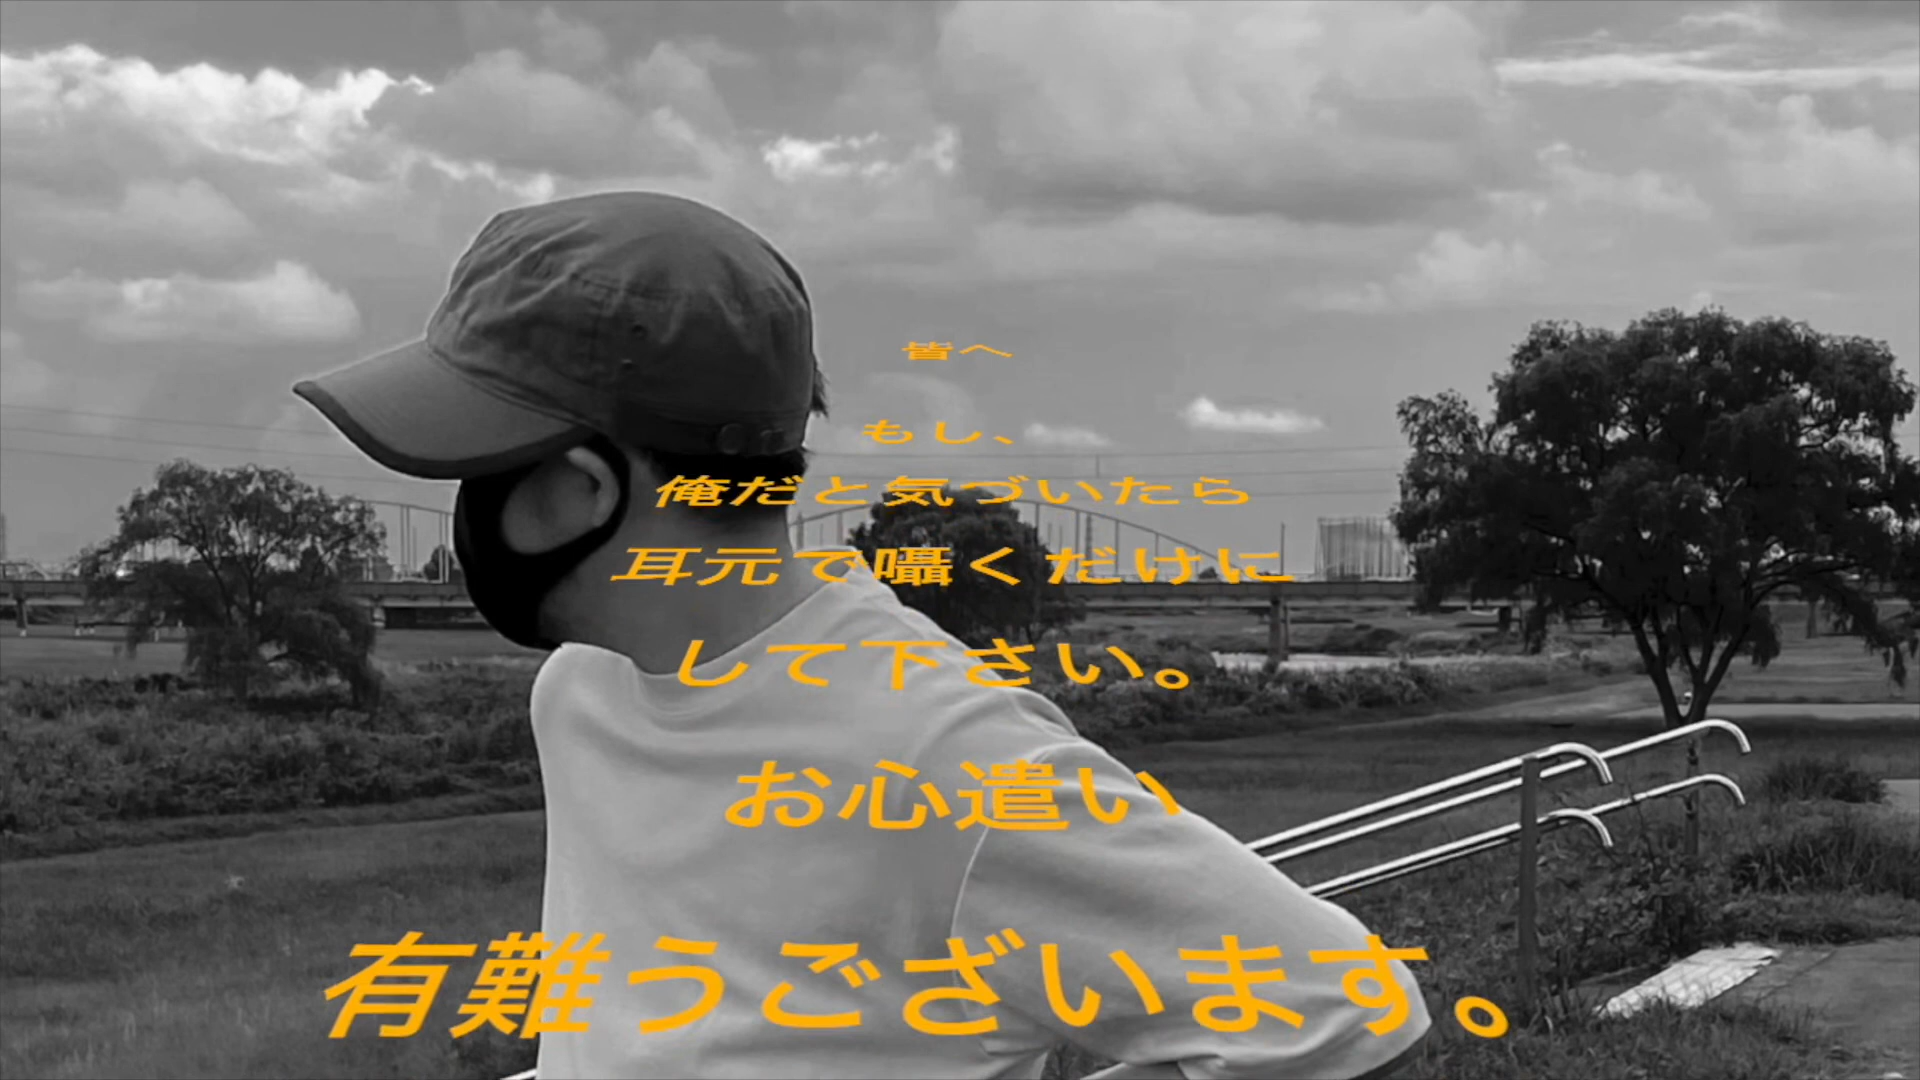 皆へ
もし、
俺だと気づいたら
耳元で囁くだけに
して下さい。
お心遣い
有難うございます。